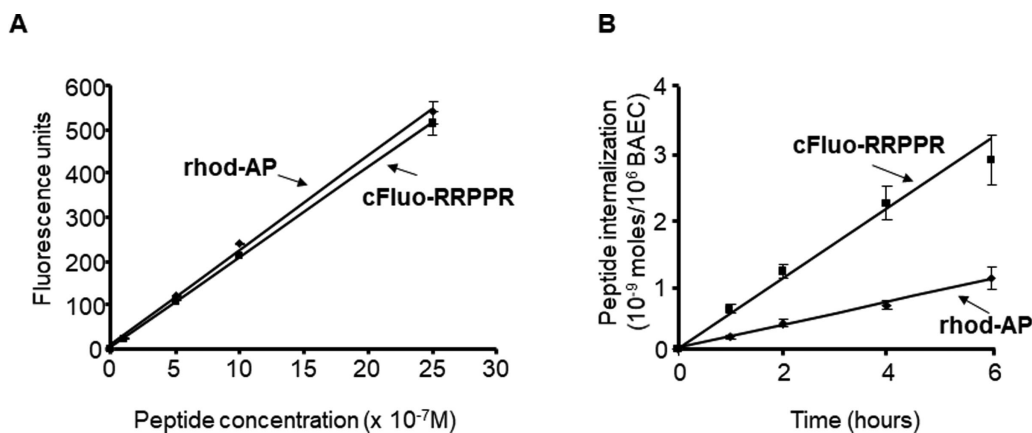 A
B
600
500
400
300
200
100
0
Fluorescence units
rhod-AP
cFluo-RRPPR
0 5 10 15 20 25 30
Peptide concentration (x 10⁻⁷M)
4
3
2
1
0
Peptide internalization
(10⁻⁹ moles/10⁶ BAEC)
cFluo-RRPPR
rhod-AP
0 2 4 6
Time (hours)